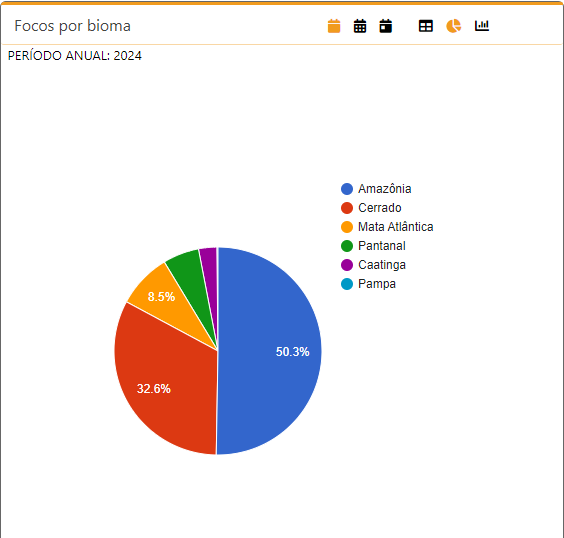 Focos por bioma
PERÍODO ANUAL: 2024
Amazônia
Cerrado
Mata Atlântica
Pantanal
Caatinga
Pampa
8.5%
50.3%
32.6%